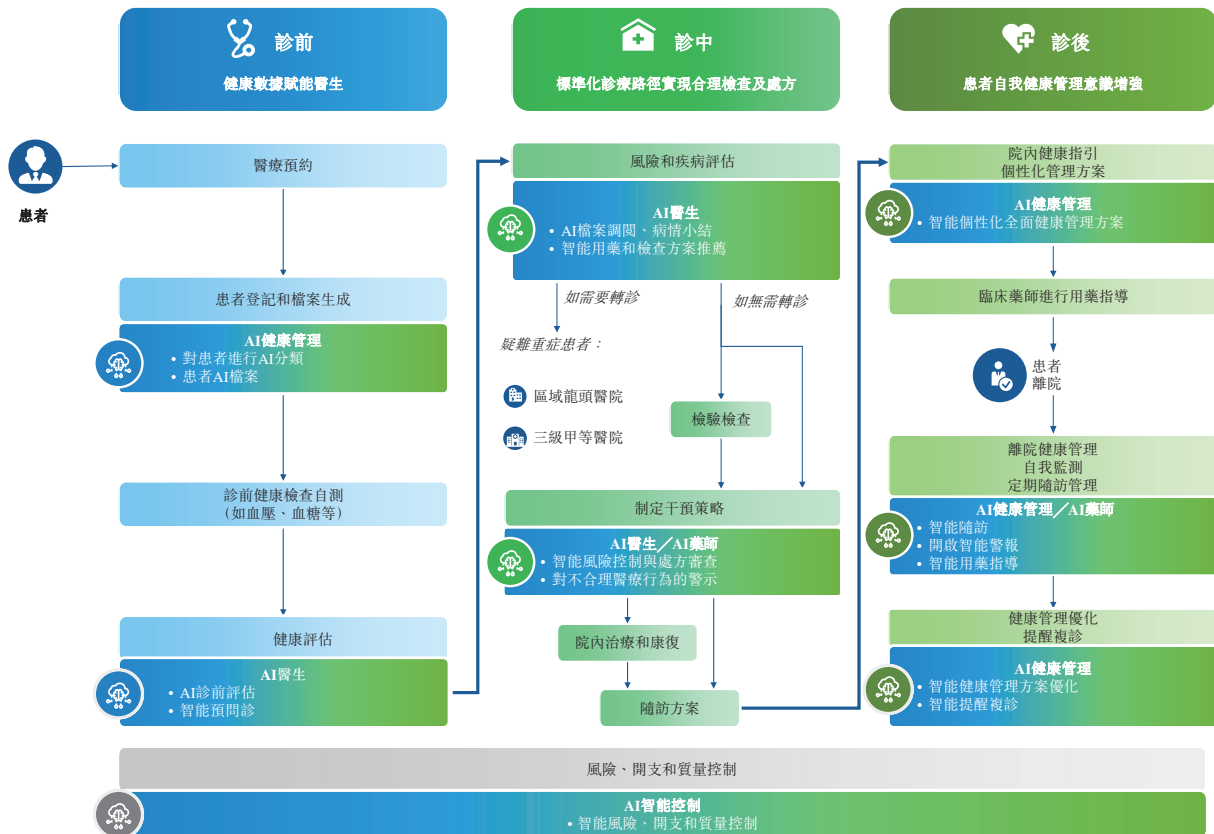 診前
健康數據賦能醫生
診中
標準化診療路徑實現合理檢查及處方
診後
患者自我健康管理意識增強
患者
醫療預約
患者登記和檔案生成
AI健康管理
• 對患者進行AI分類
• 患者AI檔案
診前健康檢查自測
(如血壓、血糖等)
健康評估
AI醫生
• AI診前評估
• 智能預問診
風險和疾病評估
AI醫生
• AI檔案調閱、病情小結
• 智能用藥和檢查方案推薦
如需要轉診
如無需轉診
疑難重症患者：
區域龍頭醫院
三級甲等醫院
檢驗檢查
制定干預策略
AI醫生／AI藥師
• 智能風險控制與處方審查
• 對不合理醫療行為的警示
院內治療和康復
隨訪方案
院內健康指引
個性化管理方案
AI健康管理
• 智能個性化全面健康管理方案
臨床藥師進行用藥指導
患者
離院
離院健康管理
自我監測
定期隨訪管理
AI健康管理／AI藥師
• 智能隨訪
• 開啟智能警報
• 智能用藥指導
健康管理優化
提醒複診
AI健康管理
• 智能健康管理方案優化
• 智能提醒複診
風險、開支和質量控制
AI智能控制
• 智能風險、開支和質量控制